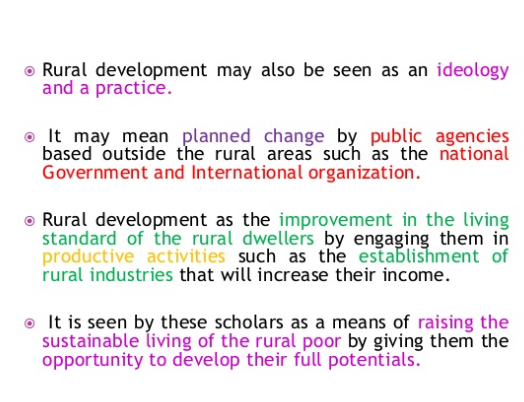 Rural development may also be seen as an ideology
and a practice.
It may mean planned change by public agencies
based outside the rural areas such as the national
Government and International organization.
Rural development as the improvement in the living
standard of the rural dwellers by engaging them in
productive activities such as the establishment of
rural industries that will increase their income.
It is seen by these scholars as a means of raising the
sustainable living of the rural poor by giving them the
opportunity to develop their full potentials.